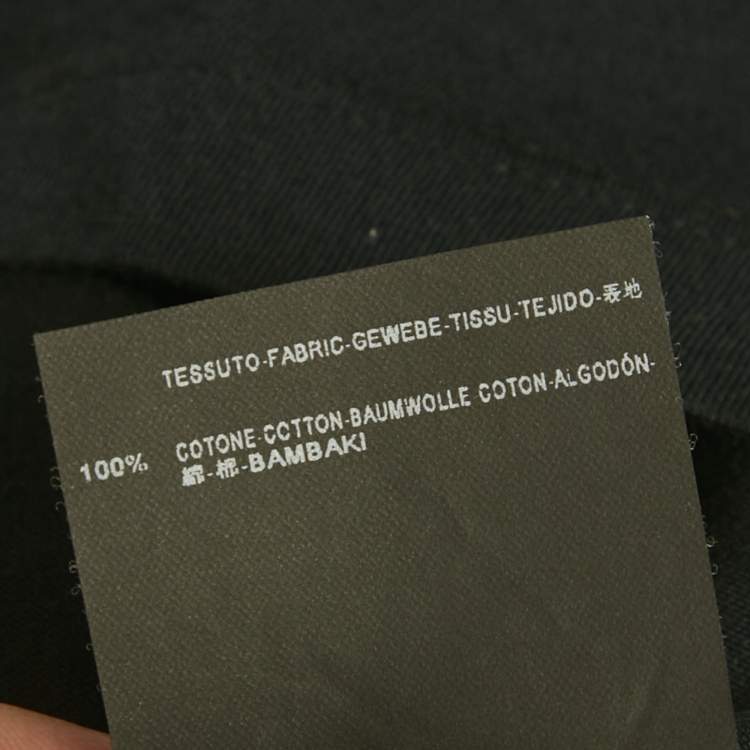 TESSUTO-FABRIC-GEWEBE-TISSU-TEJIDO-表地
100% COTONE-COTTON-BAUMWOLLE COTON-ALGODÓN-
綿-棉-BAMBAKI